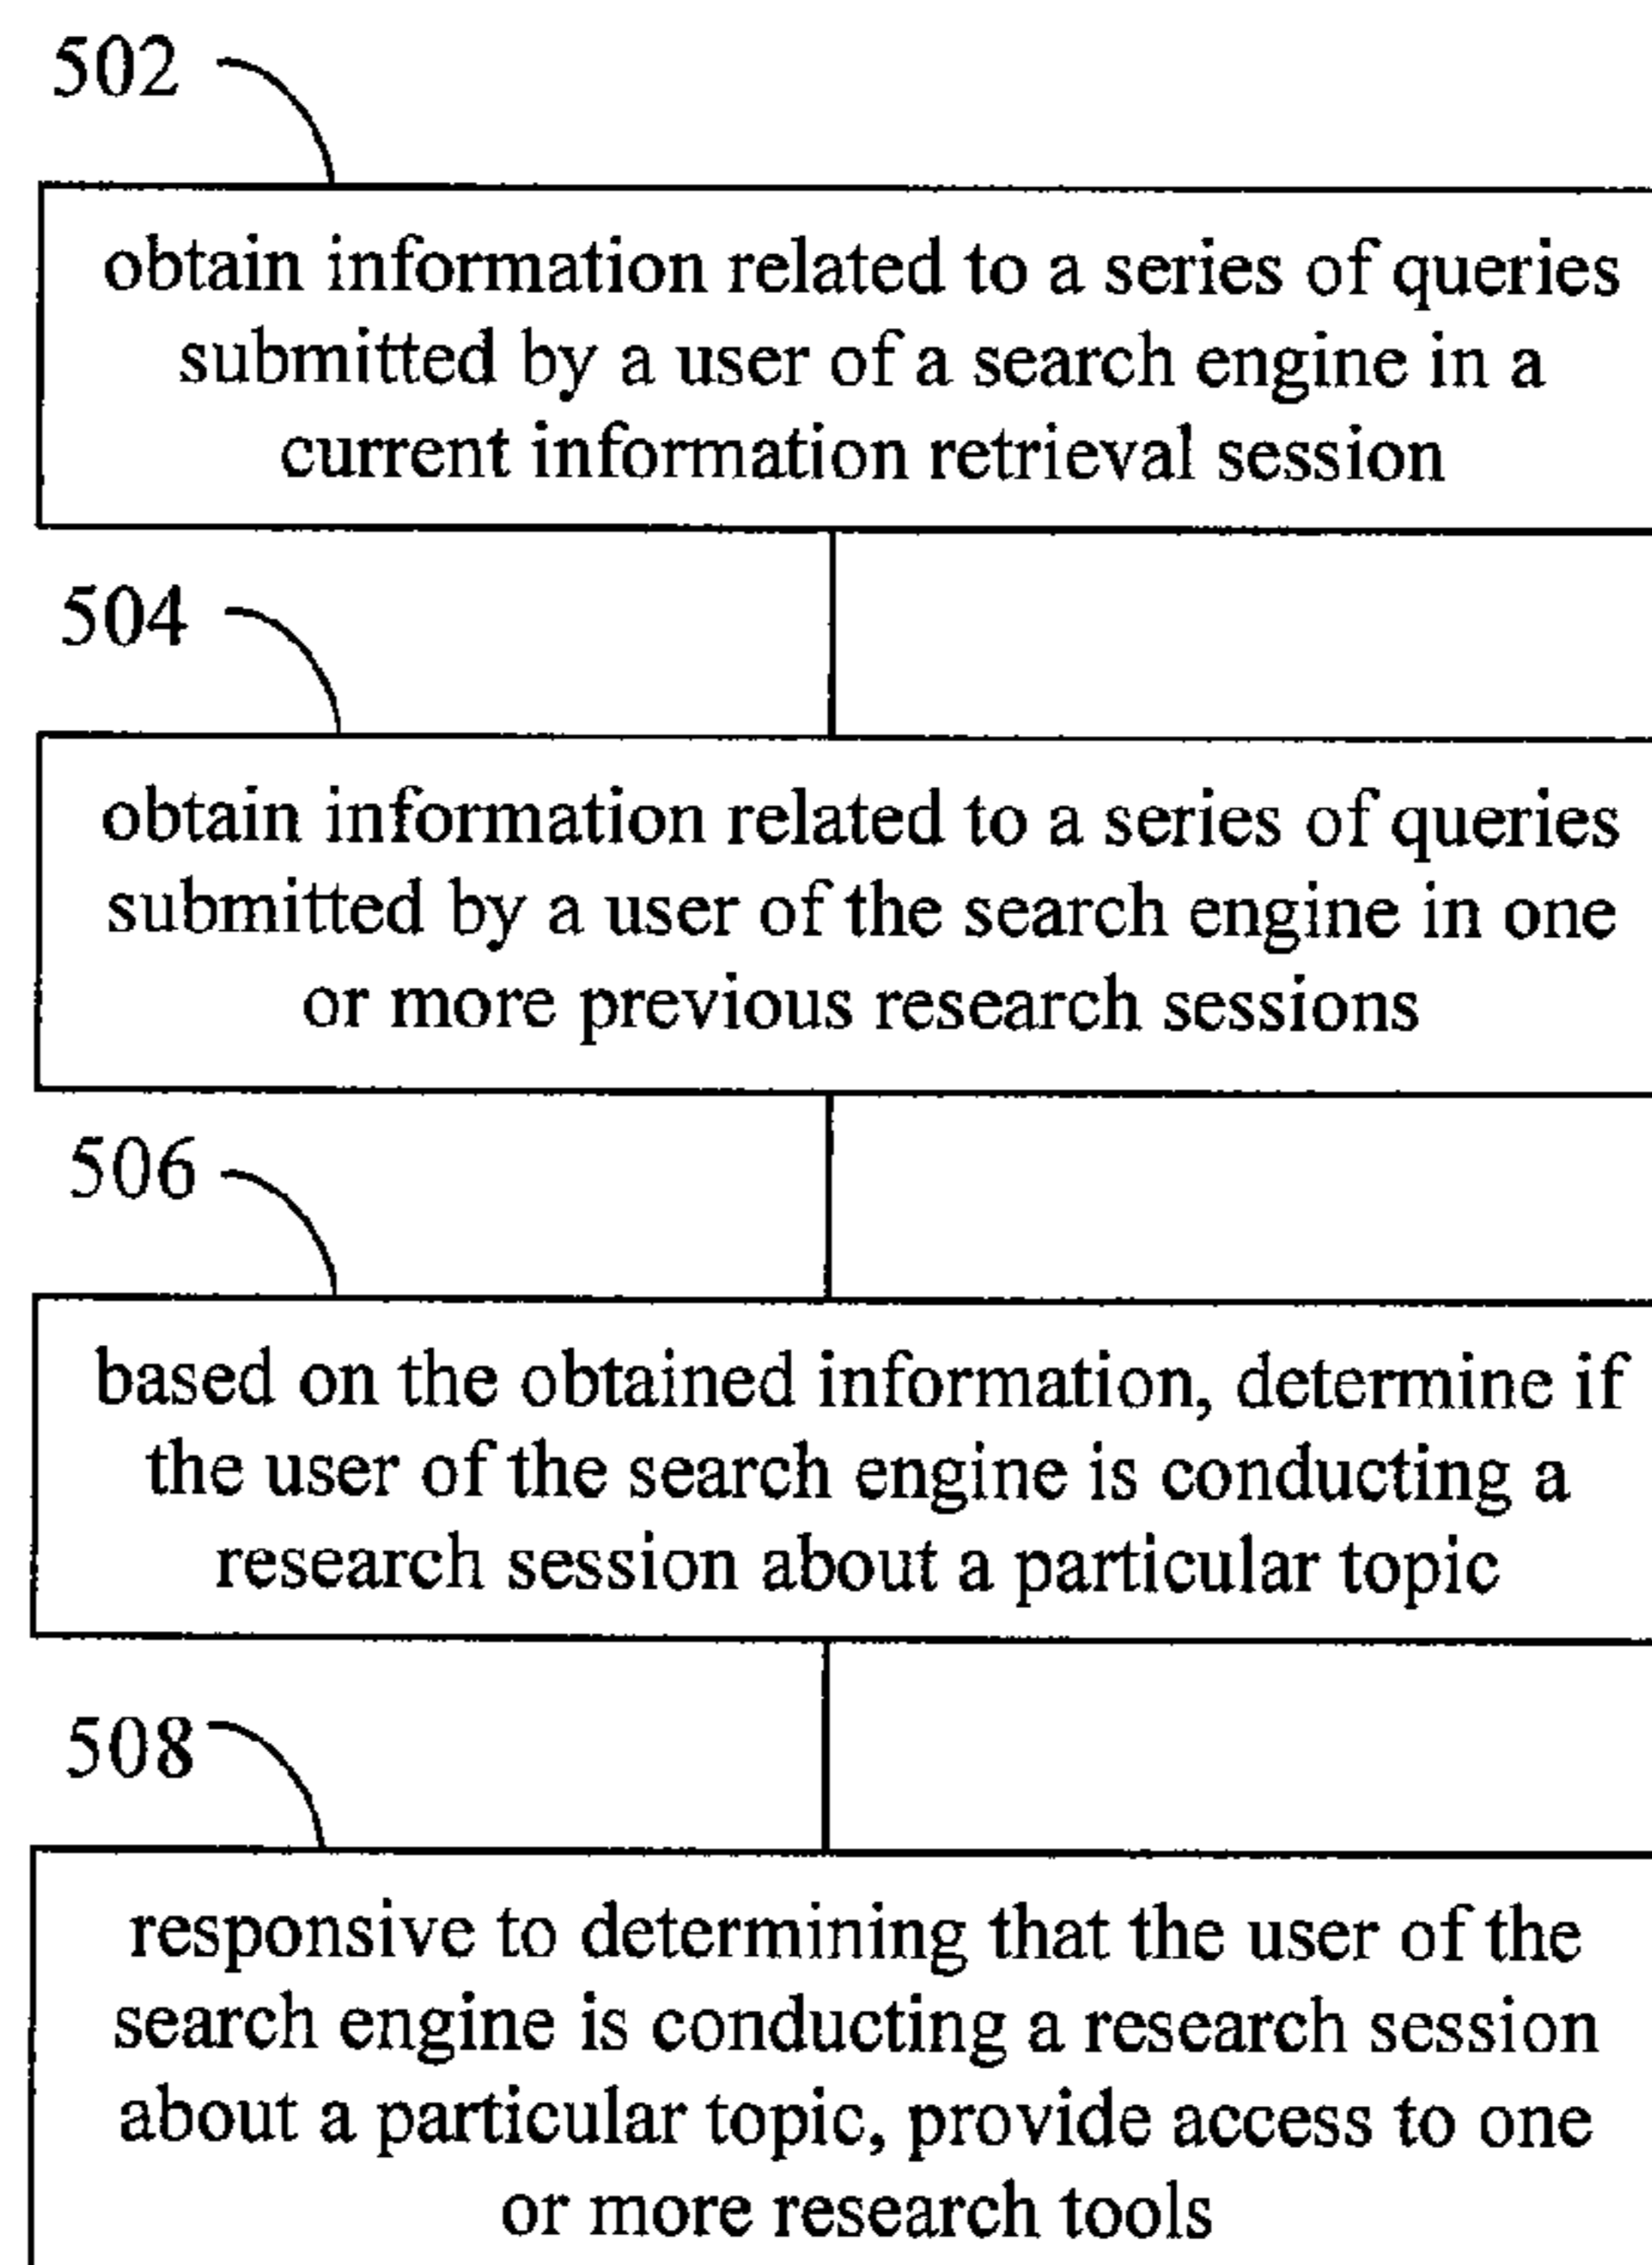 502
obtain information related to a series of queries
submitted by a user of a search engine in a
current information retrieval session
504
obtain information related to a series of queries
submitted by a user of the search engine in one
or more previous research sessions
506
based on the obtained information, determine if
the user of the search engine is conducting a
research session about a particular topic
508
responsive to determining that the user of the
search engine is conducting a research session
about a particular topic, provide access to one
or more research tools